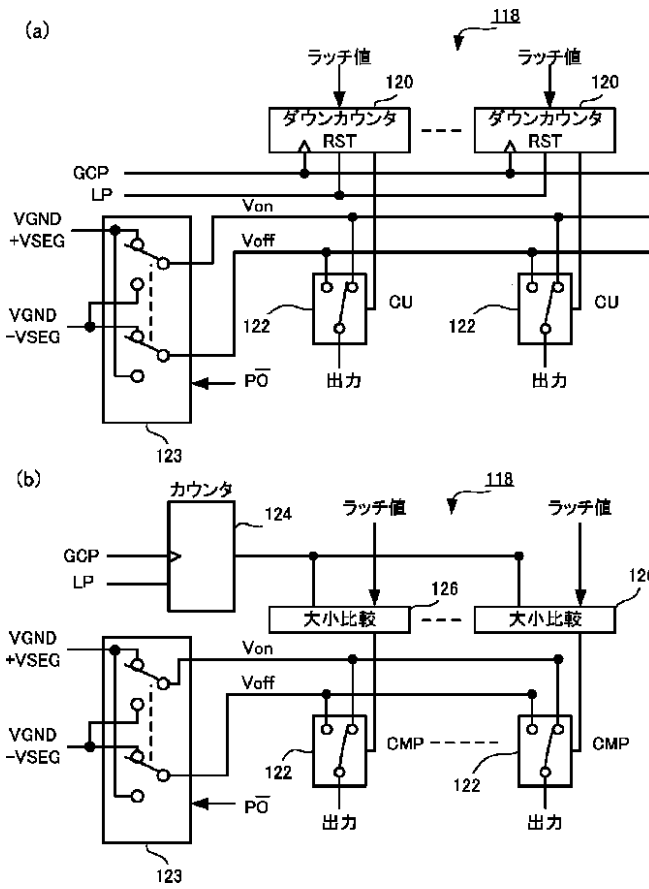 (a)
118
ラッチ値
ラッチ値
120
120
ダウンカウンタ
RST
ダウンカウンタ
RST
GCP
LP
VGND
+VSEG
Von
Voff
VGND
−VSEG
122
CU
122
CU
PO
出力
出力
123
(b)
カウンタ
118
124
ラッチ値
ラッチ値
GCP
LP
126
大小比較
大小比較
VGND
+VSEG
Von
Voff
VGND
−VSEG
122
CMP
122
CMP
PO
出力
出力
123